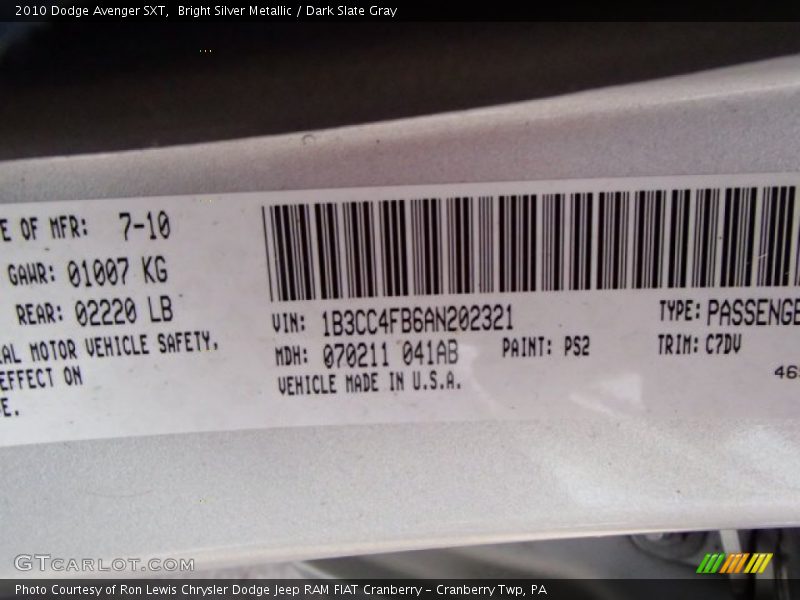 2010 Dodge Avenger SXT, Bright Silver Metallic / Dark Slate Gray
E OF MFR: 7-10
GAWR: 01007 KG
REAR: 02220 LB
AL MOTOR VEHICLE SAFETY,
EFFECT ON
E.
VIN: 1B3CC4FB6AN202321
MDH: 070211 041AB
PAINT: PS2
VEHICLE MADE IN U.S.A.
TYPE: PASSENGE
TRIM: C7DV
46
GTCARLOT.COM
Photo Courtesy of Ron Lewis Chrysler Dodge Jeep RAM FIAT Cranberry – Cranberry Twp, PA